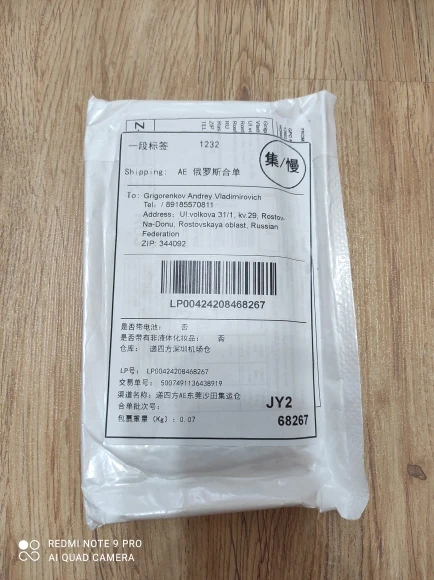 一段标签 1232
集/慢
Shipping: AE 俄罗斯合单
To: Grigorenkov Andrey Vladimirovich
Tel: / 89185570811
Address: Ul.volkova 31/1, kv.29, Rostov-
Na-Donu, Rostovskaya oblast, Russian
Federation
ZIP: 344092
LP00424208468267
是否带电池: 否
是否带有非液体化妆品: 否
仓库: 递四方深圳机场仓
LP号: LP00424208468267
交易单号: 5007491136438919
渠道名称: 递四方AE东莞沙田集运仓
合单批次号:
JY2
包裹重量(Kg): 0.07
68267
REDMI NOTE 9 PRO
AI QUAD CAMERA